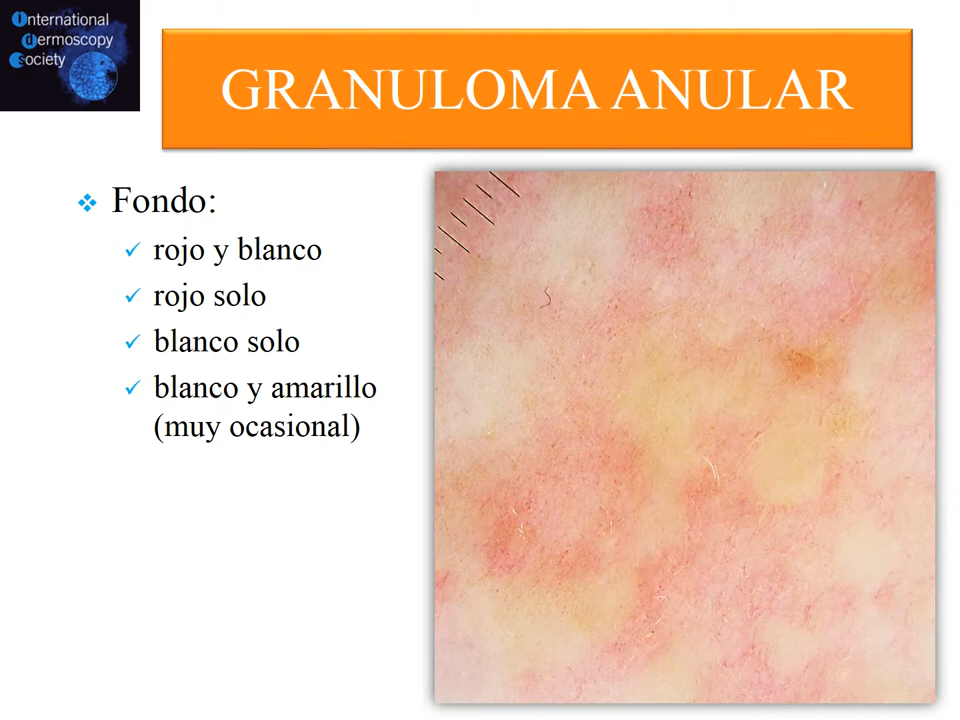 International
dermoscopy
Society
GRANULOMA ANULAR
Fondo:
rojo y blanco
rojo solo
blanco solo
blanco y amarillo
(muy ocasional)